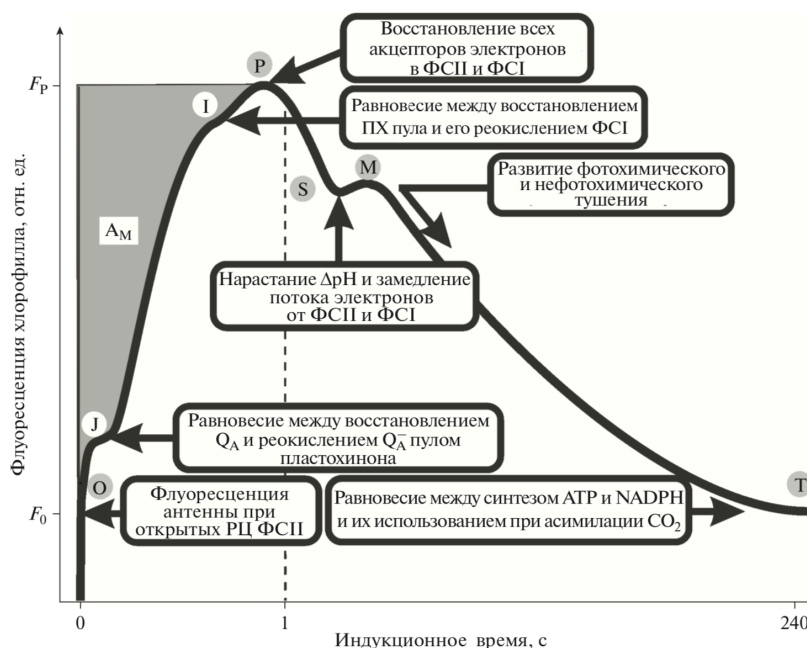 Восстановление всех
акцепторов электронов
в ФСII и ФСI
P
F_P
I
Равновесие между восстановлением
ПХ пула и его реокислением ФСI
S
M
Развитие фотохимического
и нефотохимического
тушения
A_M
Нарастание ΔpH и замедление
потока электронов
от ФСII и ФСI
J
Равновесие между восстановлением
Q_A и реокислением Q_A^– пулом
пластохинона
O
Флуоресценция
антенны при
открытых РЦ ФСII
Равновесие между синтезом ATP и NADPH
и их использованием при асимилации CO₂
T
F₀
0
1
240
Индукционное время, с
Флуоресценция хлорофилла, отн. ед.